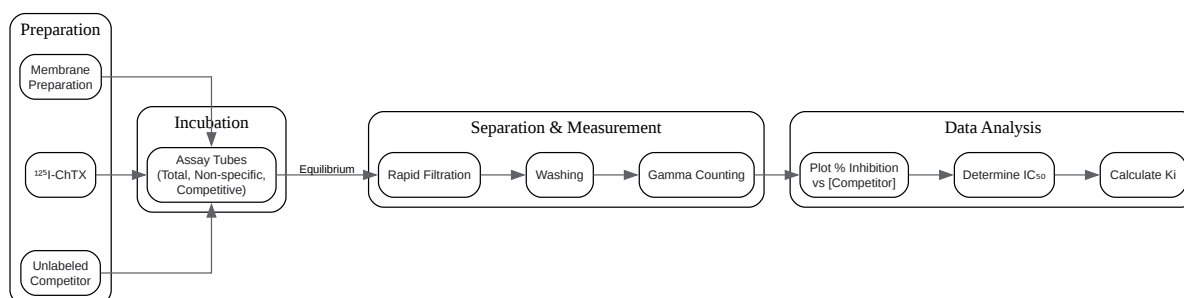 Preparation
Membrane
Preparation
¹²⁵I-ChTX
Unlabeled
Competitor
Incubation
Assay Tubes
(Total, Non-specific,
Competitive)
Equilibrium
Separation & Measurement
Rapid Filtration
Washing
Gamma Counting
Data Analysis
Plot % Inhibition
vs [Competitor]
Determine IC₅₀
Calculate Ki